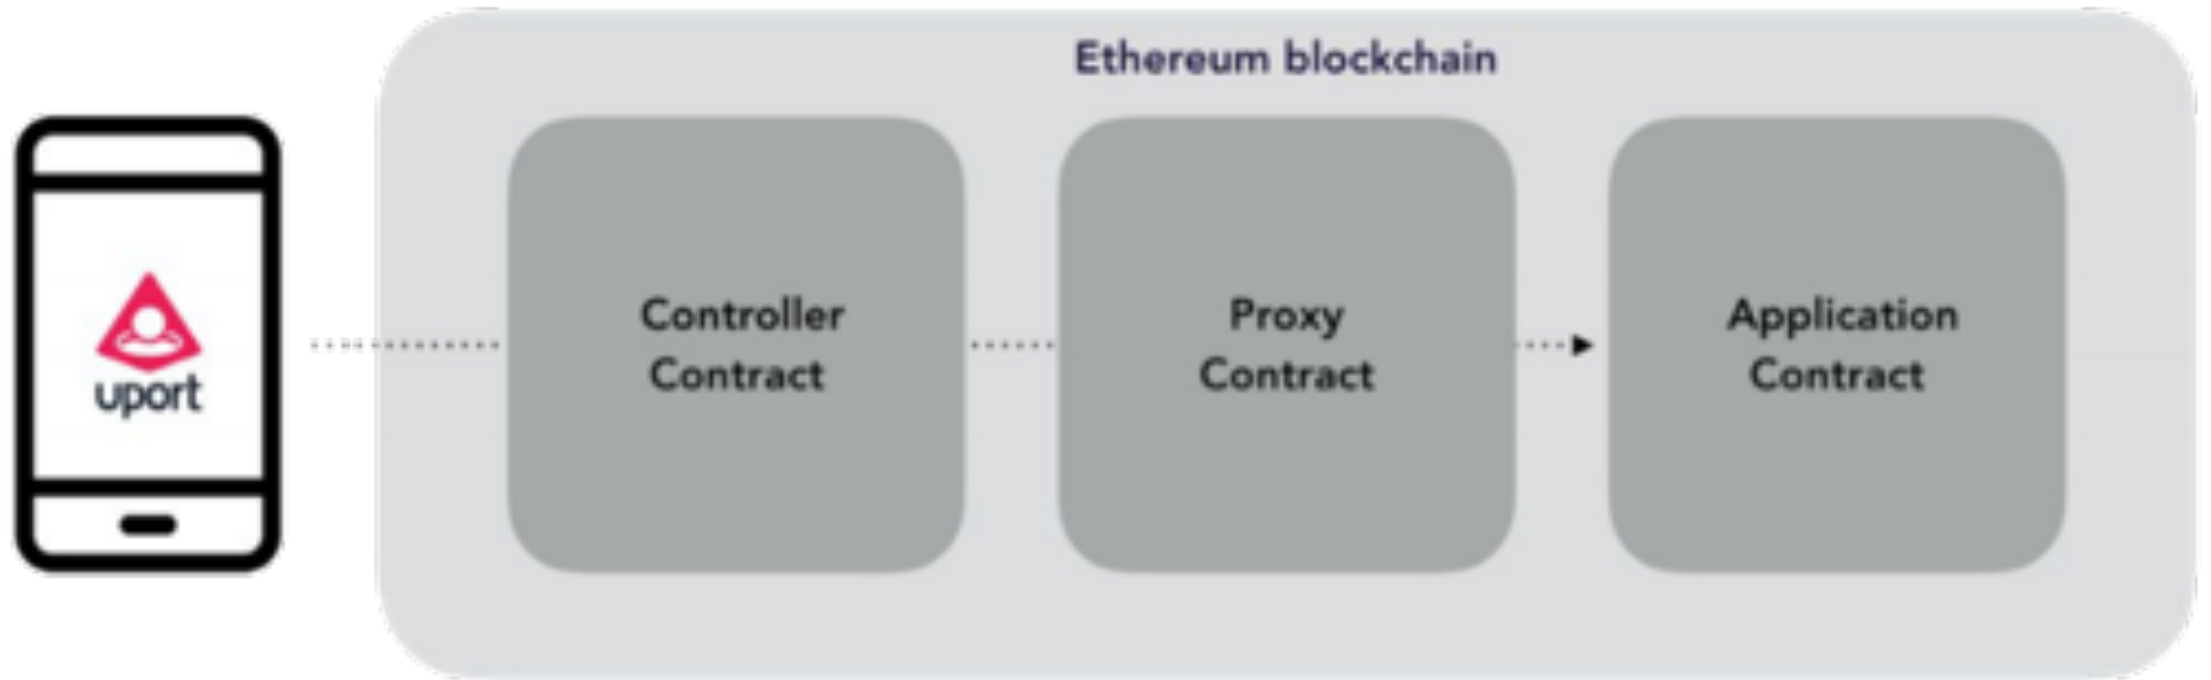 Ethereum blockchain
uport
Controller
Contract
Proxy
Contract
Application
Contract